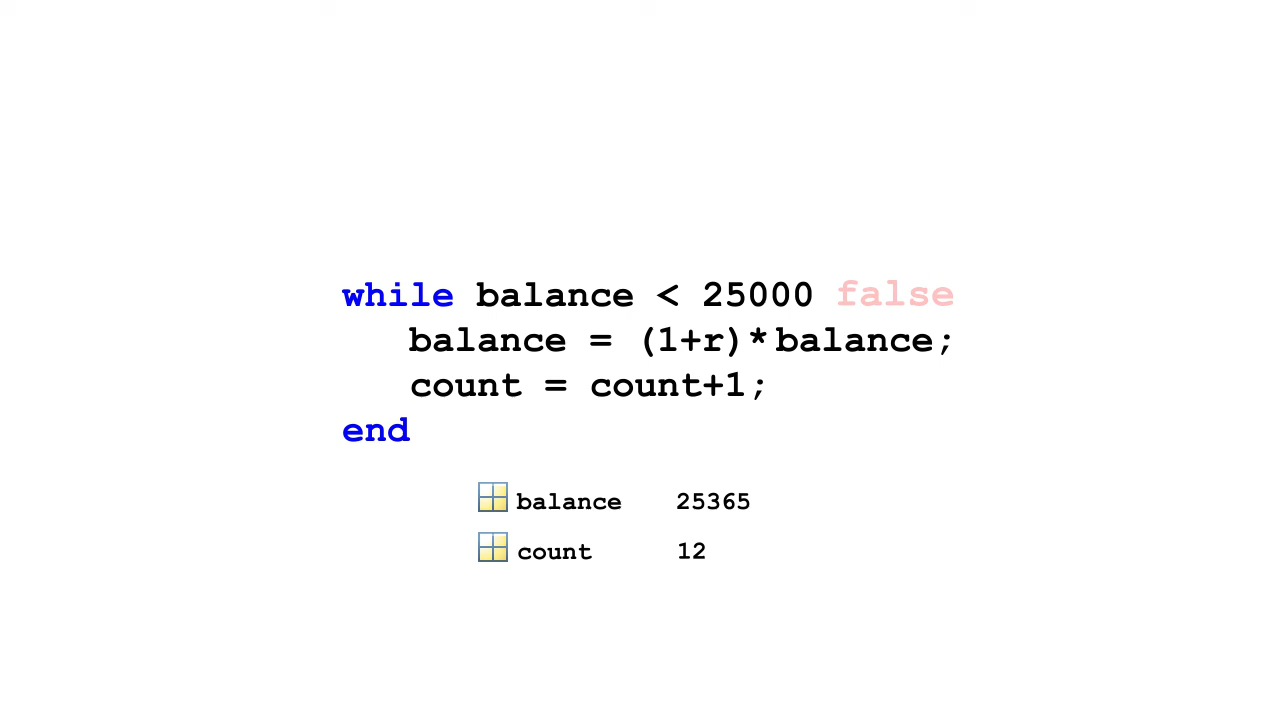 while balance < 25000 false
balance = (1+r)*balance;
count = count+1;
end
balance 25365
count 12